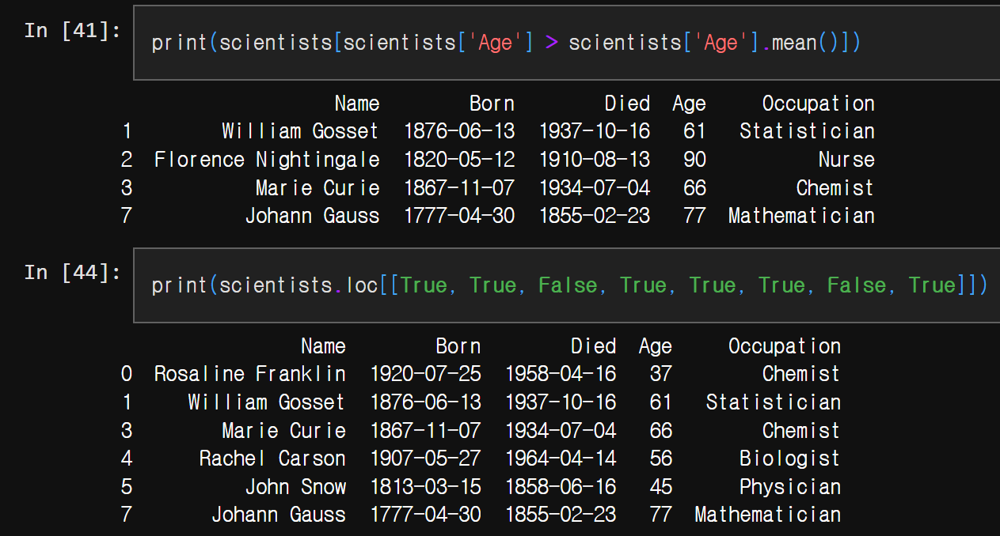 In [41]: print(scientists[scientists['Age'] > scientists['Age'].mean()])
Name Born Died Age Occupation
1 William Gosset 1876-06-13 1937-10-16 61 Statistician
2 Florence Nightingale 1820-05-12 1910-08-13 90 Nurse
3 Marie Curie 1867-11-07 1934-07-04 66 Chemist
7 Johann Gauss 1777-04-30 1855-02-23 77 Mathematician
In [44]: print(scientists.loc[[True, True, False, True, True, True, False, True]])
Name Born Died Age Occupation
0 Rosaline Franklin 1920-07-25 1958-04-16 37 Chemist
1 William Gosset 1876-06-13 1937-10-16 61 Statistician
3 Marie Curie 1867-11-07 1934-07-04 66 Chemist
4 Rachel Carson 1907-05-27 1964-04-14 56 Biologist
5 John Snow 1813-03-15 1858-06-16 45 Physician
7 Johann Gauss 1777-04-30 1855-02-23 77 Mathematician